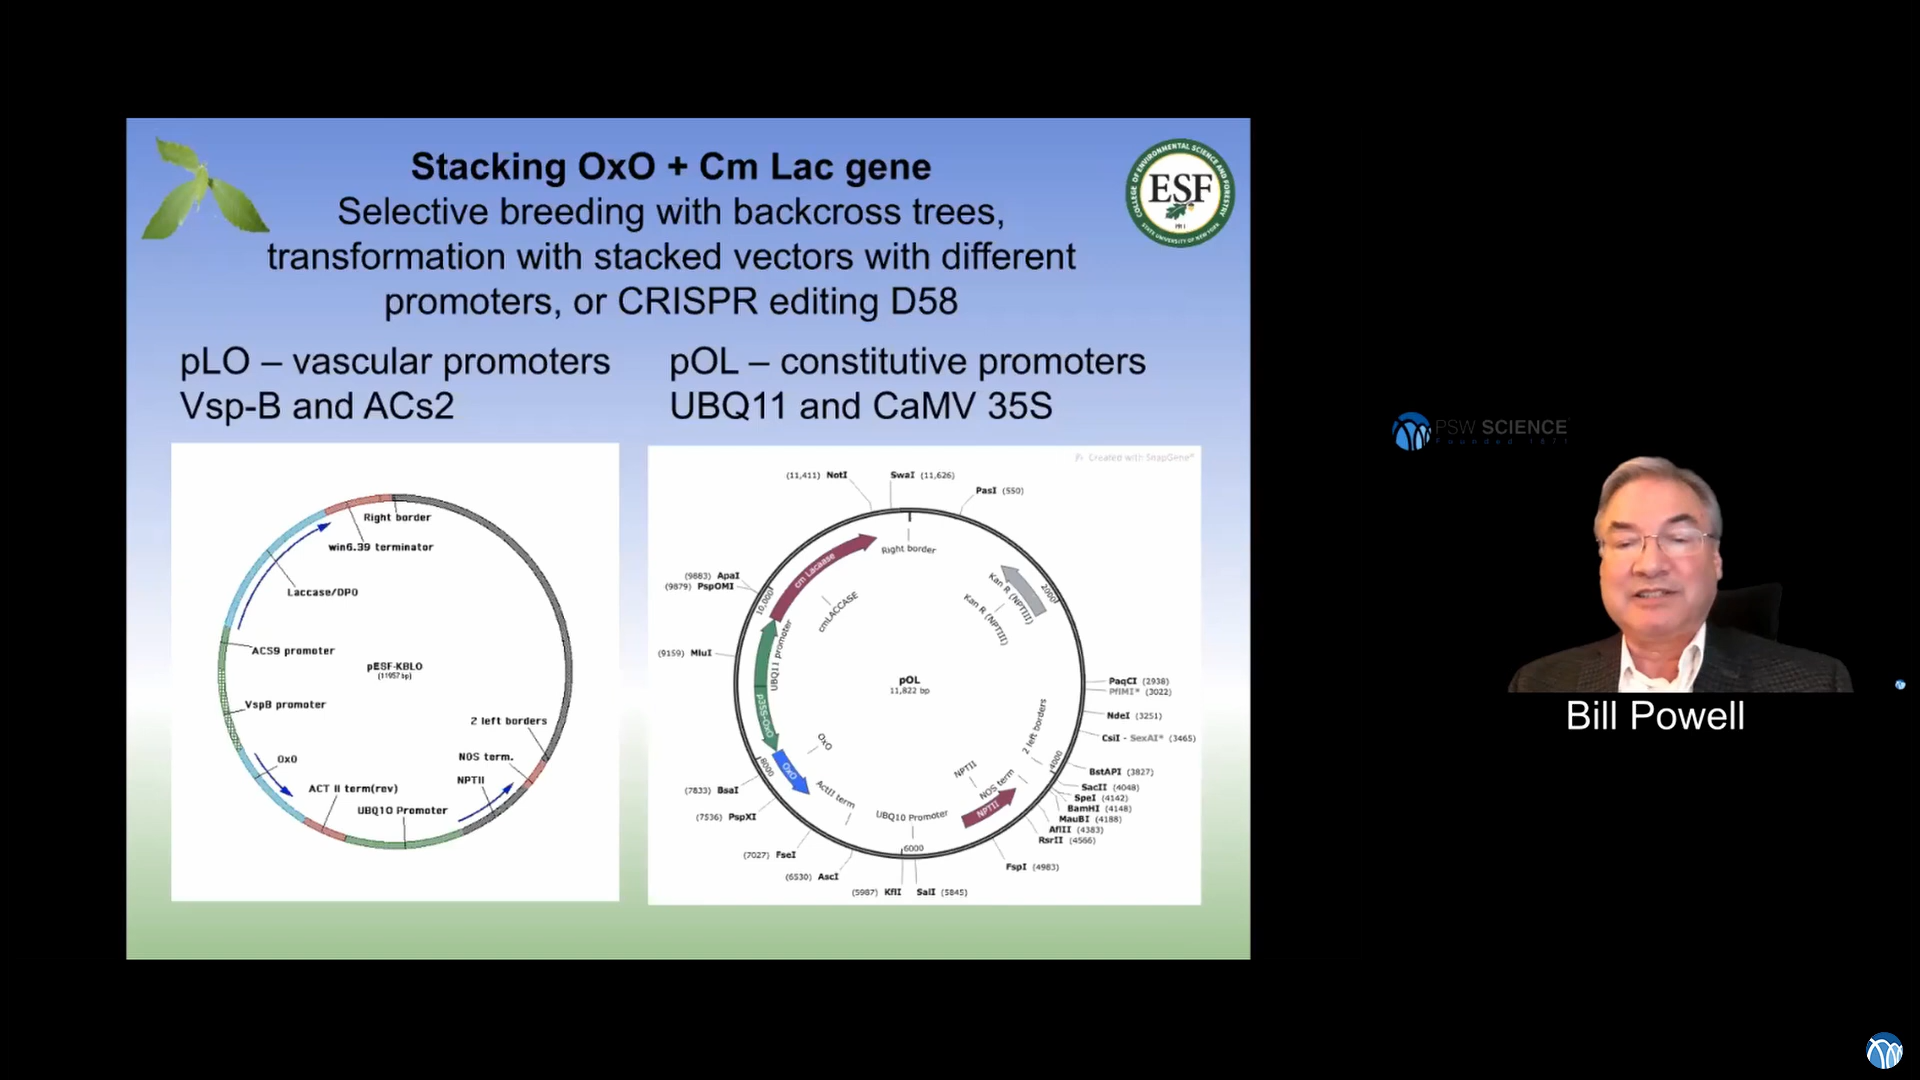 Stacking OxO + Cm Lac gene
Selective breeding with backcross trees,
transformation with stacked vectors with different
promoters, or CRISPR editing D58
COLLEGE OF ENVIRONMENTAL SCIENCE AND FORESTRY
ESF
STATE UNIVERSITY OF NEW YORK
pLO – vascular promoters
Vsp-B and ACs2
pOL – constitutive promoters
UBQ11 and CaMV 35S
Right border
win6.39 terminator
Laccase/DPO
ACS9 promoter
pESF-KBLO
(11957 bp)
VspB promoter
2 left borders
OxO
NOS term.
ACT II term(rev)
NPTII
UBQ10 Promoter
Created with SnapGene®
(11,411) NotI
SwaI (11,626)
PasI (550)
Right border
cm Lacaase
Kan R (NPTIII)
Kan R (NPTIII)
2000
(9883) ApaI
(9879) PspOMI
10,000
cmLACCASE
UBQ11 promoter
(9159) MluI
pOL
11,822 bp
PaqCI (2938)
PflMI* (3022)
NdeI (3251)
CsiI - SexAI* (3465)
p35S-OxO
2 left borders
OxO
OxO
8000
4000
BstAPI (3827)
SacII (4048)
SpeI (4142)
BamHI (4148)
MauBI (4188)
AflII (4383)
RsrII (4566)
(7833) BsaI
(7536) PspXI
ActII term
NPTII
NOS term
NPTII
UBQ10 Promoter
6000
(7027) FseI
(6530) AscI
(5987) KflI
SalI (5845)
FspI (4983)
PSW SCIENCE
Founded 1871
Bill Powell